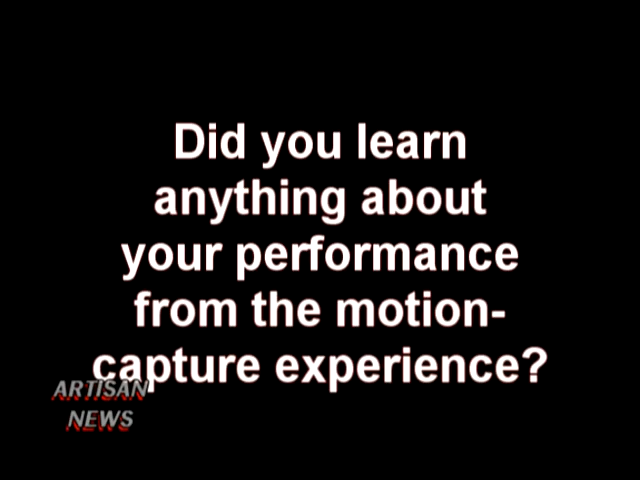 Did you learn
anything about
your performance
from the motion-
capture experience?
ARTISAN
NEWS